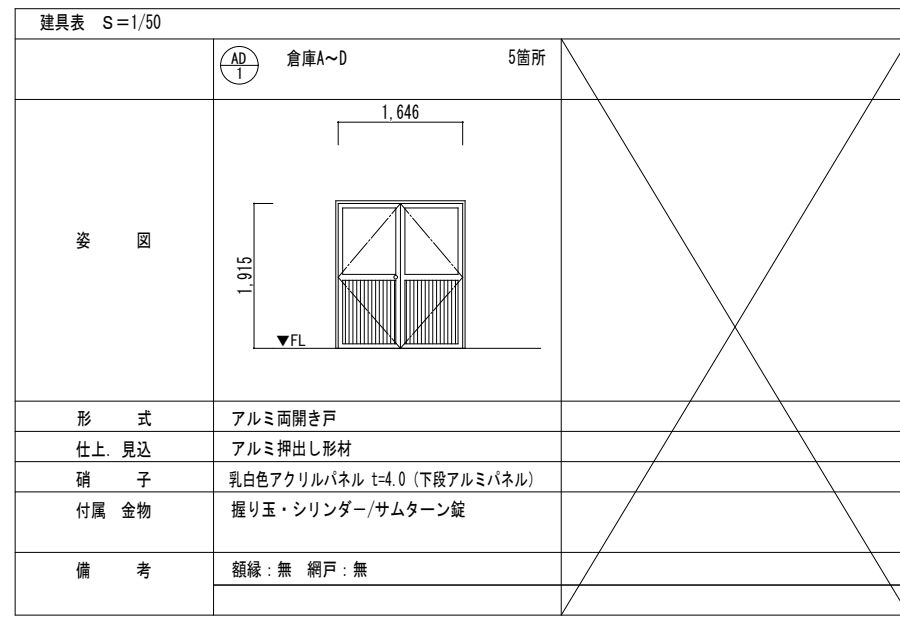 建具表 S=1/50
AD
1
倉庫A~D 5箇所
1,646
姿 図
1,915
▼FL
形 式 アルミ両開き戸
仕上. 見込 アルミ押出し形材
硝 子 乳白色アクリルパネル t=4.0 (下段アルミパネル)
付属 金物 握り玉・シリンダー/サムターン錠
備 考 額縁:無 網戸:無